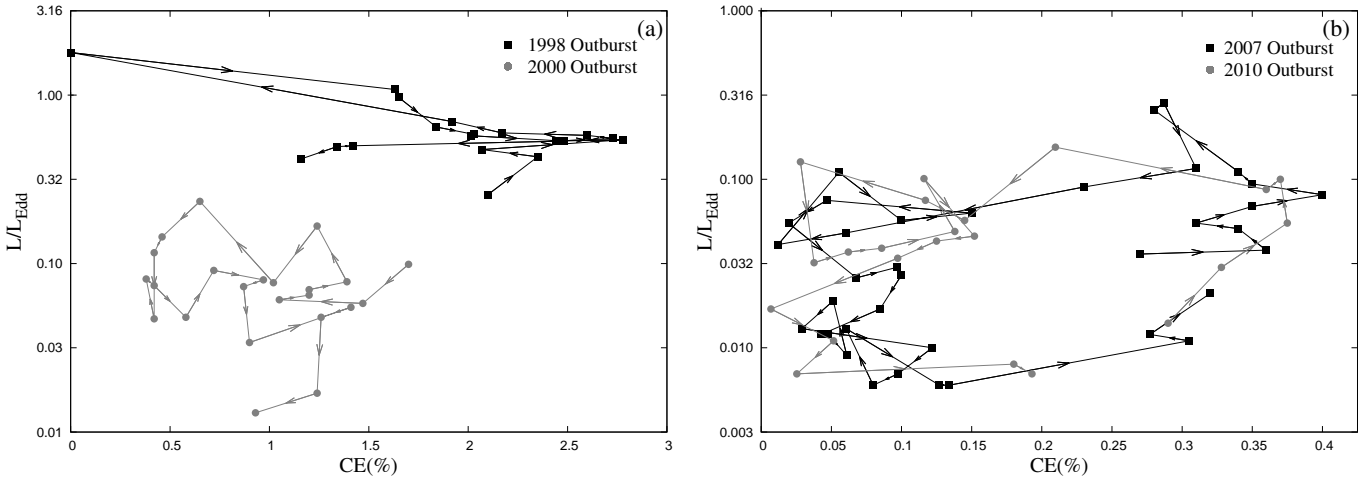 (a)
1998 Outburst
2000 Outburst
3.16
1.00
0.32
0.10
0.03
0.01
L/L_Edd
0
0.5
1
1.5
2
2.5
3
CE(%)
(b)
2007 Outburst
2010 Outburst
1.000
0.316
0.100
0.032
0.010
0.003
L/L_Edd
0
0.05
0.1
0.15
0.2
0.25
0.3
0.35
0.4
CE(%)